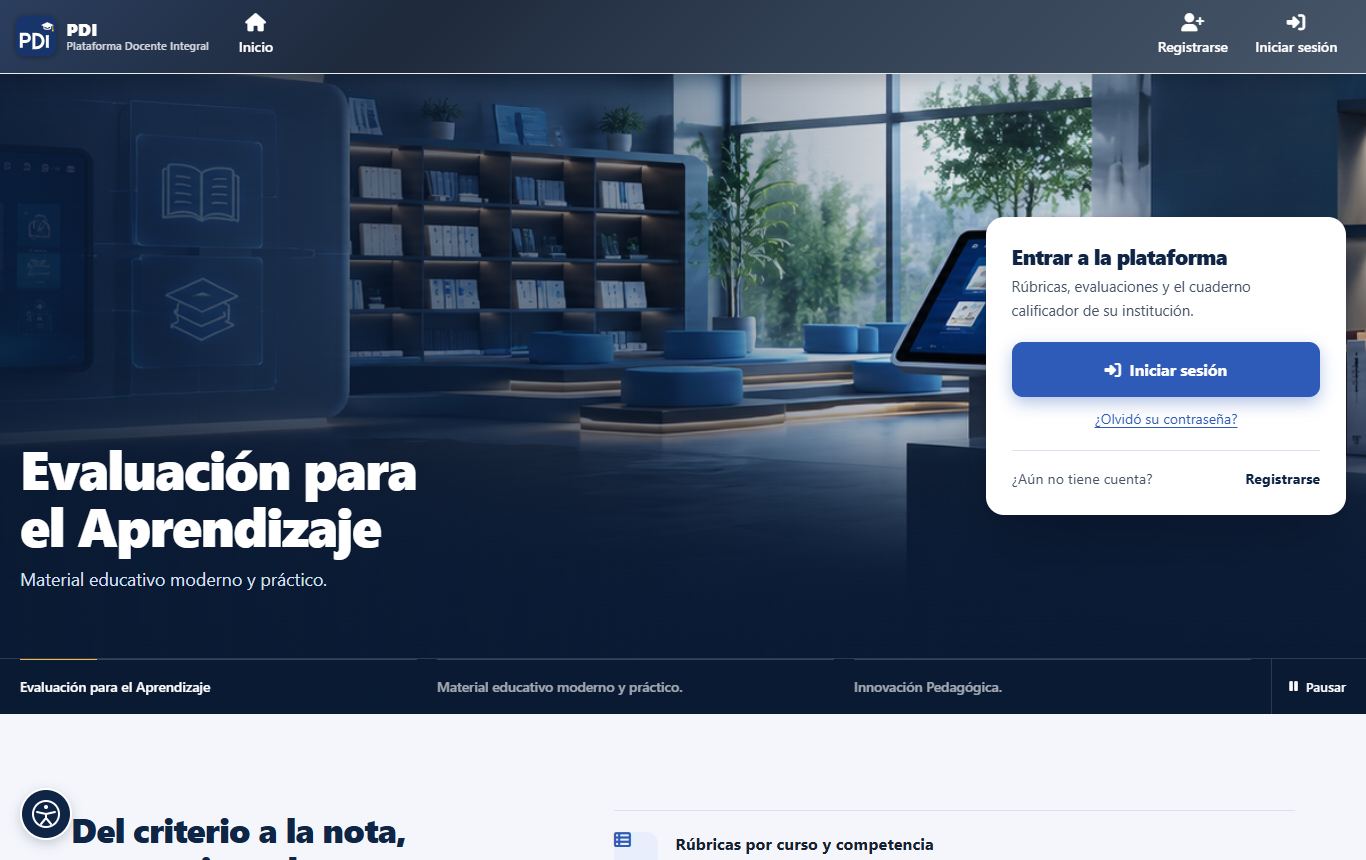 PDI
PDI
Plataforma Docente Integral
Inicio
Registrarse
Iniciar sesión
Entrar a la plataforma
Rúbricas, evaluaciones y el cuaderno
calificador de su institución.
Iniciar sesión
¿Olvidó su contraseña?
¿Aún no tiene cuenta?
Registrarse
Evaluación para
el Aprendizaje
Material educativo moderno y práctico.
Evaluación para el Aprendizaje
Material educativo moderno y práctico.
Innovación Pedagógica.
Pausar
Del criterio a la nota,
Rúbricas por curso y competencia